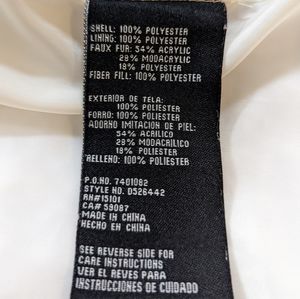 SHELL: 100% POLYESTER
LINING: 100% POLYESTER
FAUX FUR: 54% ACRYLIC
28% MODACRYLIC
18% POLYESTER
FIBER FILL: 100% POLYESTER
EXTERIOR DE TELA:
100% POLIESTER
FORRO: 100% POLIESTER
ADORNO IMITACION DE PIEL:
54% ACRILICO
28% MODACRILICO
18% POLIESTER
RELLENO: 100% POLIESTER
P.O.NO. 7401082
STYLE NO. D526442
RN#15101
CA# 59087
MADE IN CHINA
HECHO EN CHINA
SEE REVERSE SIDE FOR
CARE INSTRUCTIONS
VER EL REVES PARA
INSTRUCCIONES DE CUIDADO